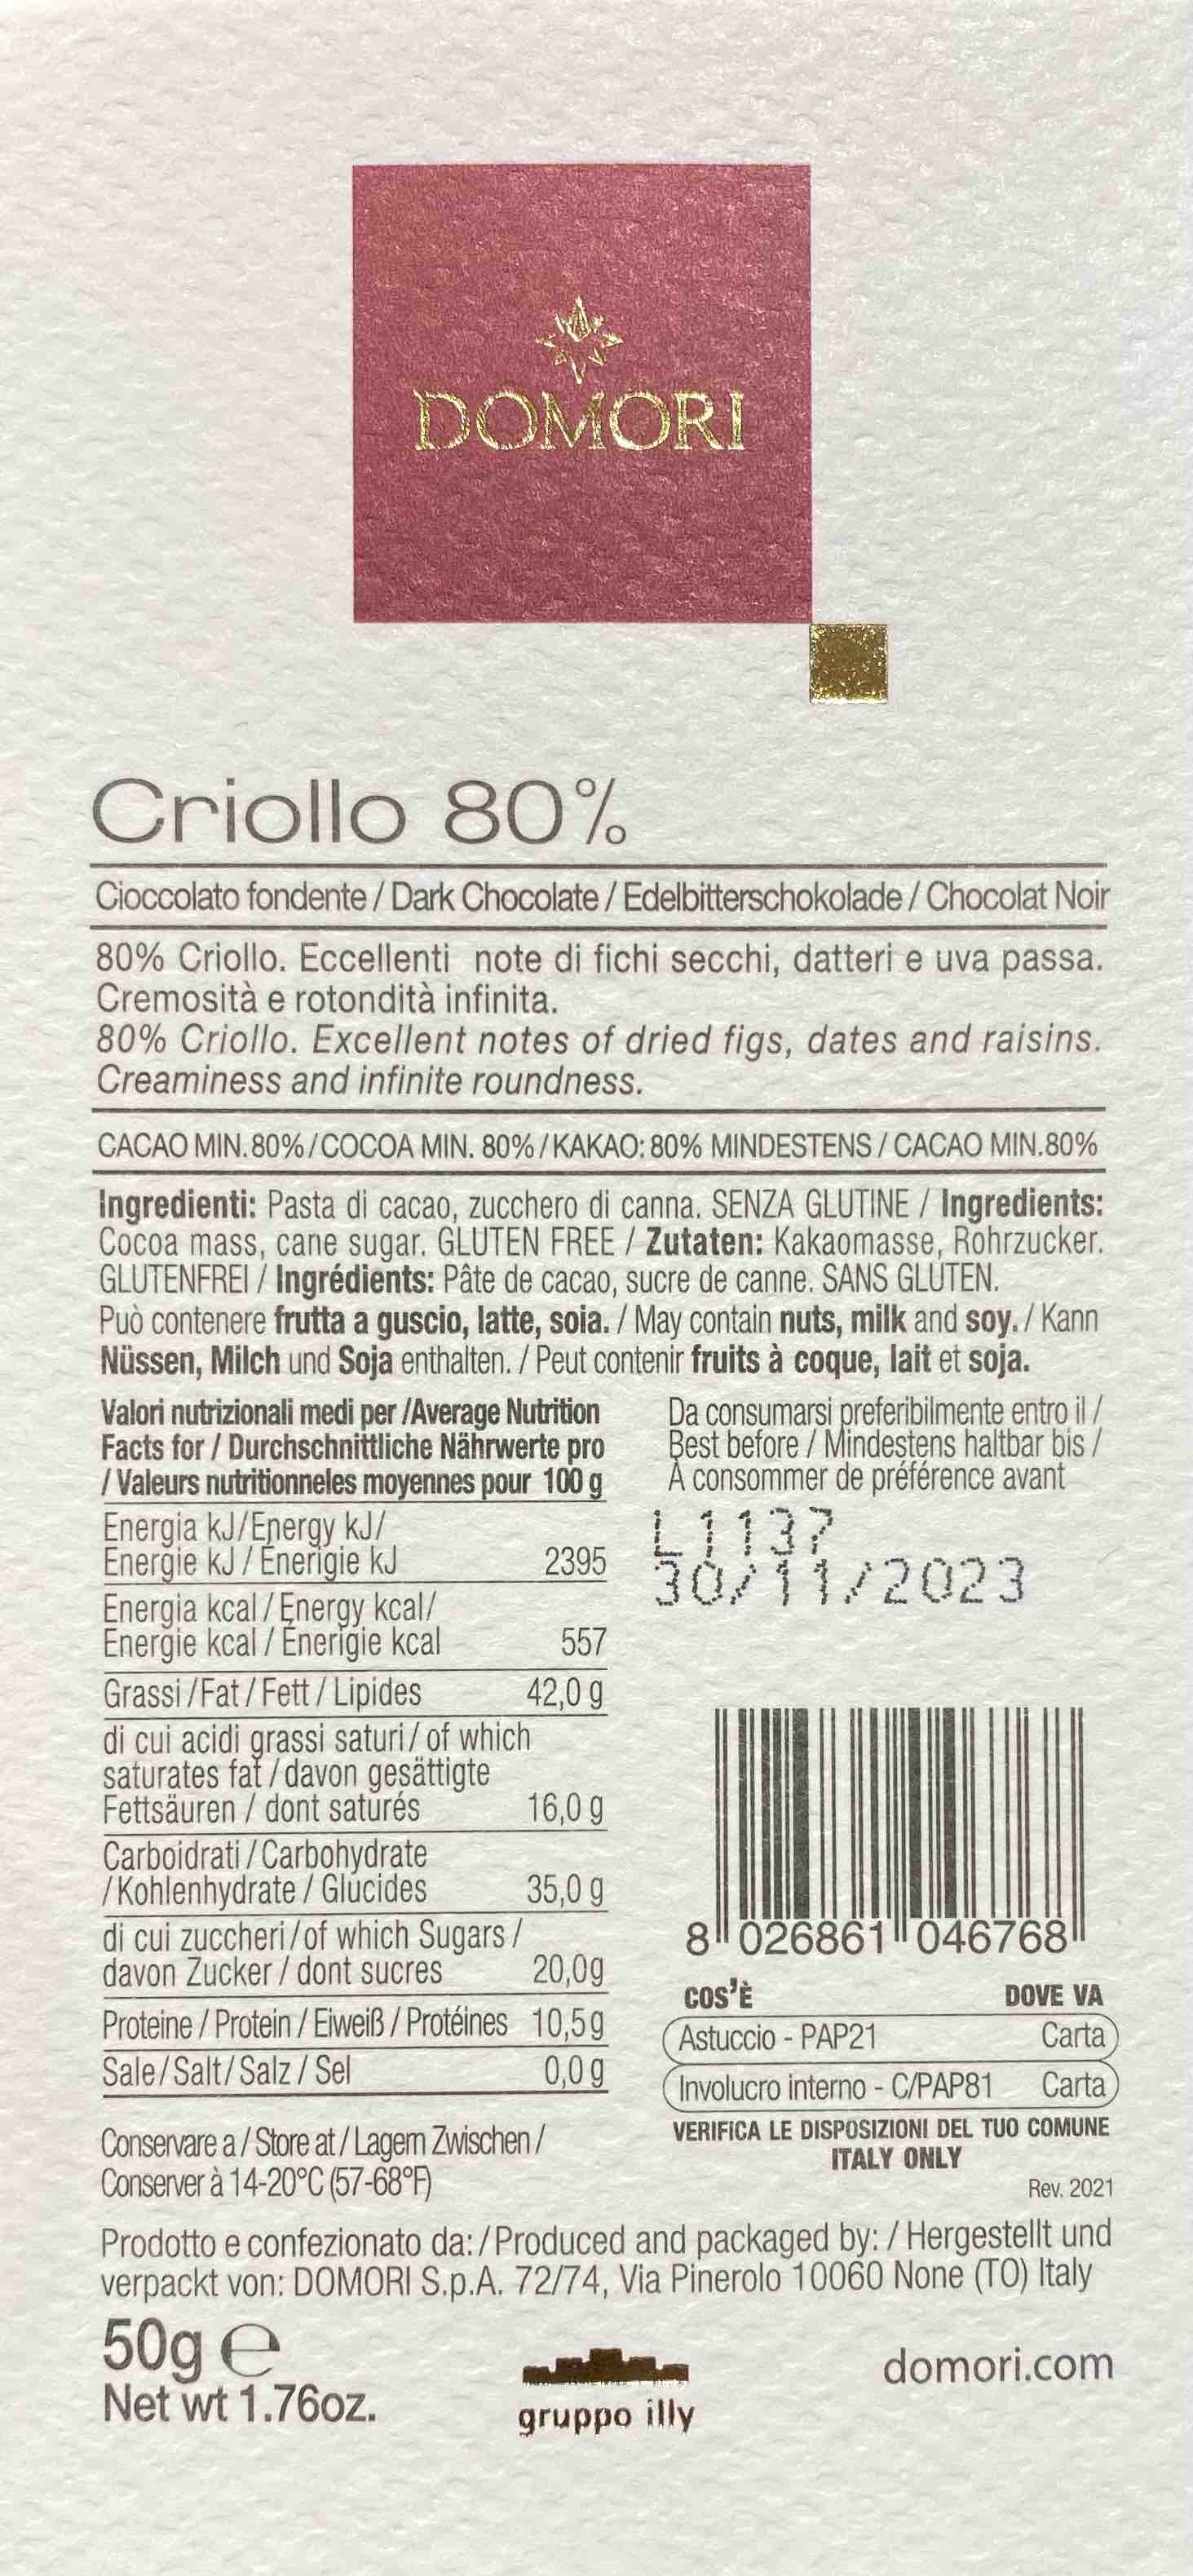 DOMORI
Criollo 80%
Cioccolato fondente / Dark Chocolate / Edelbitterschokolade / Chocolat Noir
80% Criollo. Eccellenti note di fichi secchi, datteri e uva passa.
Cremosità e rotondità infinita.
80% Criollo. Excellent notes of dried figs, dates and raisins.
Creaminess and infinite roundness.
CACAO MIN.80%/COCOA MIN. 80%/KAKAO: 80% MINDESTENS / CACAO MIN.80%
Ingredienti: Pasta di cacao, zucchero di canna. SENZA GLUTINE / Ingredients:
Cocoa mass, cane sugar. GLUTEN FREE / Zutaten: Kakaomasse, Rohrzucker.
GLUTENFREI / Ingrédients: Pâte de cacao, sucre de canne. SANS GLUTEN.
Può contenere frutta a guscio, latte, soia. / May contain nuts, milk and soy. / Kann
Nüssen, Milch und Soja enthalten. / Peut contenir fruits à coque, lait et soja.
Valori nutrizionali medi per /Average Nutrition
Facts for / Durchschnittliche Nährwerte pro
/ Valeurs nutritionneles moyennes pour 100 g
Energia kJ/Energy kJ/
Energie kJ / Énerigie kJ 2395
Energia kcal / Energy kcal/
Energie kcal / Énerigie kcal 557
Grassi /Fat / Fett / Lipides 42,0 g
di cui acidi grassi saturi / of which
saturates fat / davon gesättigte
Fettsäuren / dont saturés 16,0 g
Carboidrati / Carbohydrate
/ Kohlenhydrate / Glucides 35,0 g
di cui zuccheri / of which Sugars /
davon Zucker / dont sucres 20,0g
Proteine / Protein / Eiweiß / Protéines 10,5 g
Sale / Salt / Salz / Sel 0,0 g
Conservare a / Store at / Lagern Zwischen /
Conserver à 14-20°C (57-68°F)
Da consumarsi preferibilmente entro il /
Best before / Mindestens haltbar bis /
À consommer de préférence avant
L1137
30/11/2023
8 026861 046768
COS'È DOVE VA
Astuccio - PAP21 Carta
Involucro interno - C/PAP81 Carta
VERIFICA LE DISPOSIZIONI DEL TUO COMUNE
ITALY ONLY
Rev. 2021
Prodotto e confezionato da: / Produced and packaged by: / Hergestellt und
verpackt von: DOMORI S.p.A. 72/74, Via Pinerolo 10060 None (TO) Italy
50g e
Net wt 1.76oz.
gruppo illy
domori.com